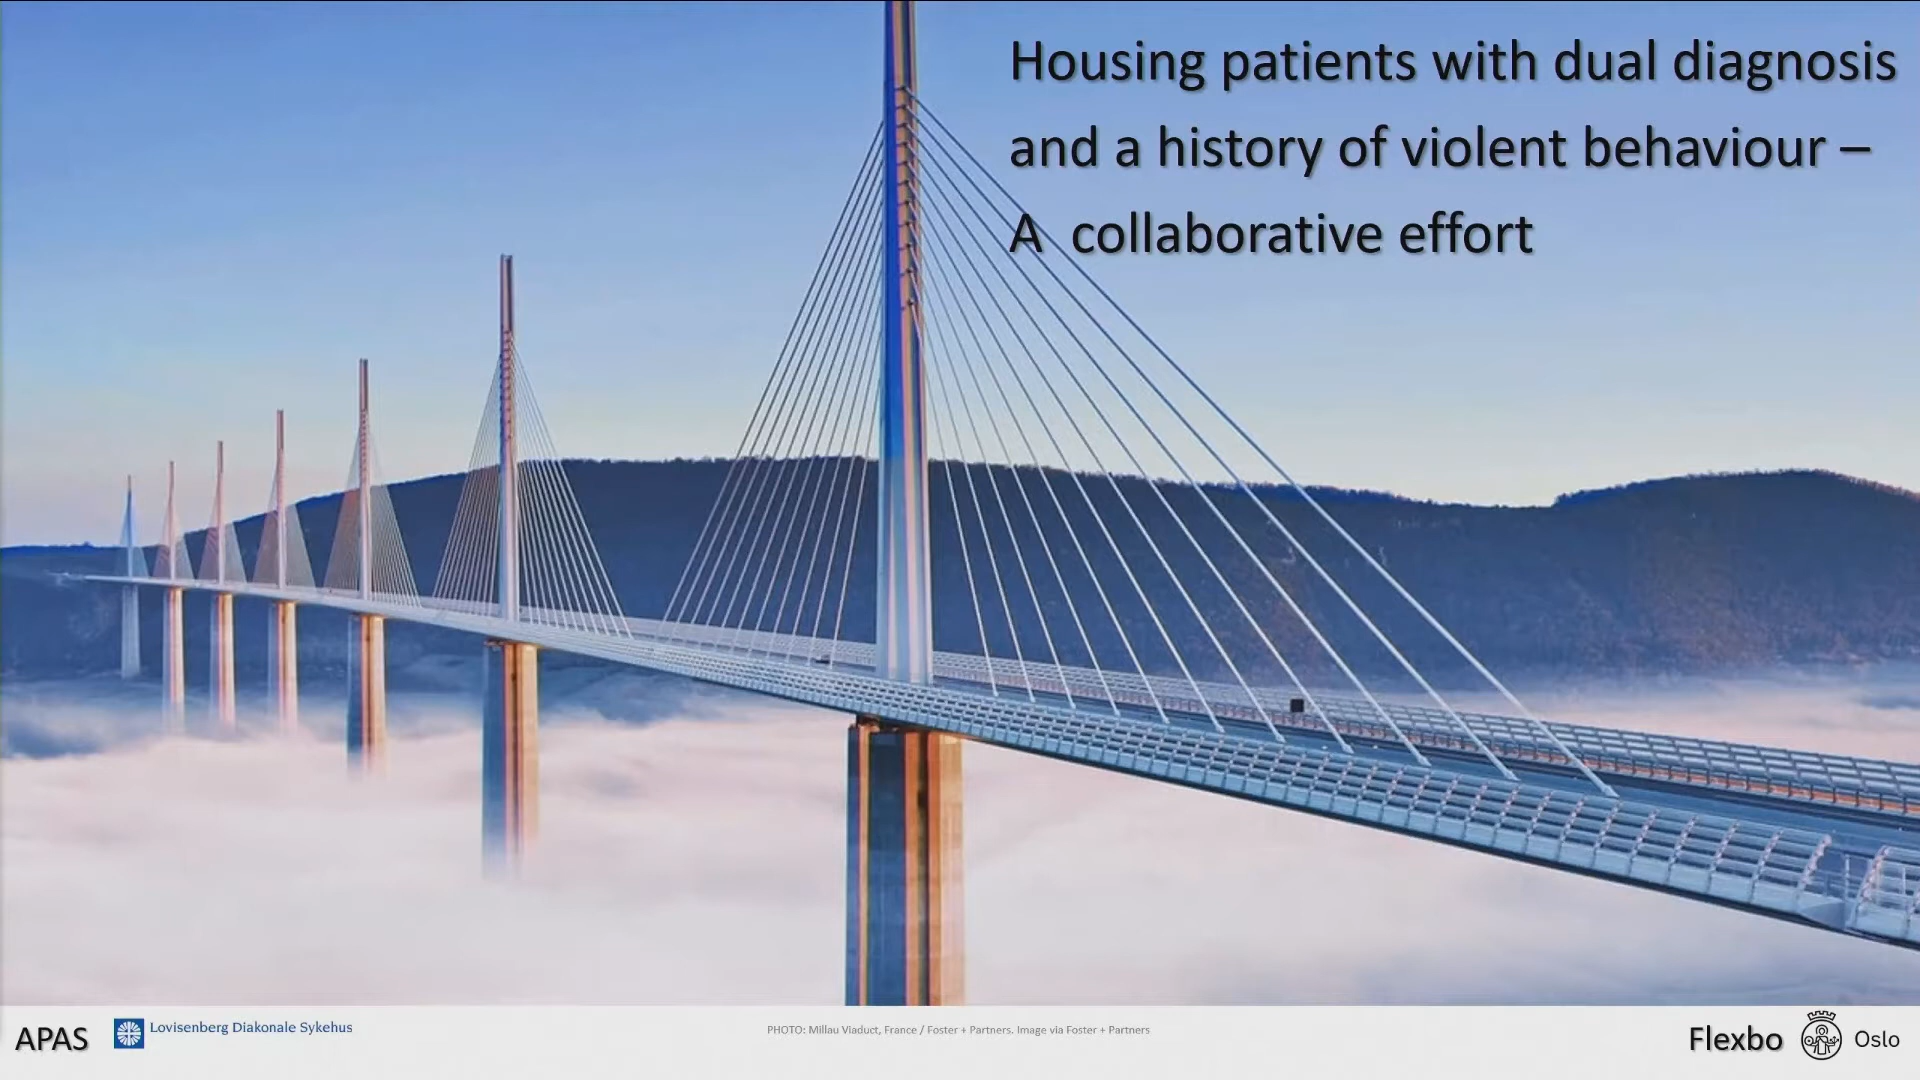 Housing patients with dual diagnosis
and a history of violent behaviour –
A collaborative effort
APAS
Lovisenberg Diakonale Sykehus
PHOTO: Millau Viaduct, France / Foster + Partners. Image via Foster + Partners
Flexbo
Oslo